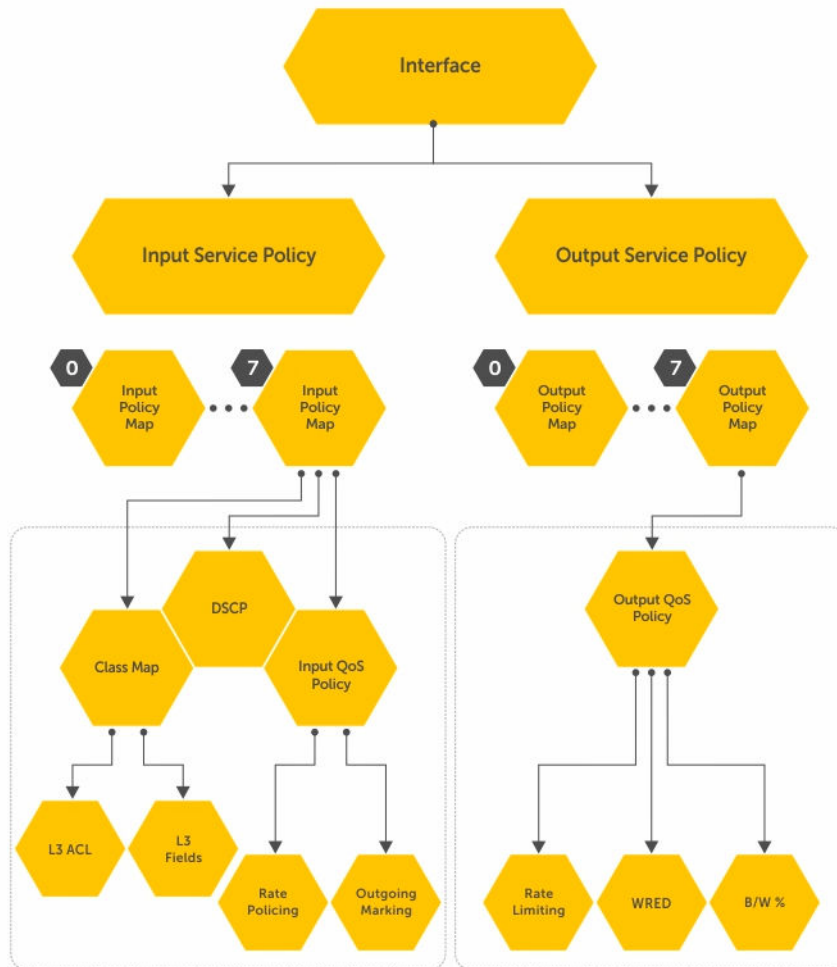 Interface
Input Service Policy
Output Service Policy
0
Input
Policy
Map
7
Input
Policy
Map
0
Output
Policy
Map
7
Output
Policy
Map
DSCP
Class Map
Input QoS
Policy
Output QoS
Policy
L3 ACL
L3
Fields
Rate
Policing
Outgoing
Marking
Rate
Limiting
WRED
B/W %